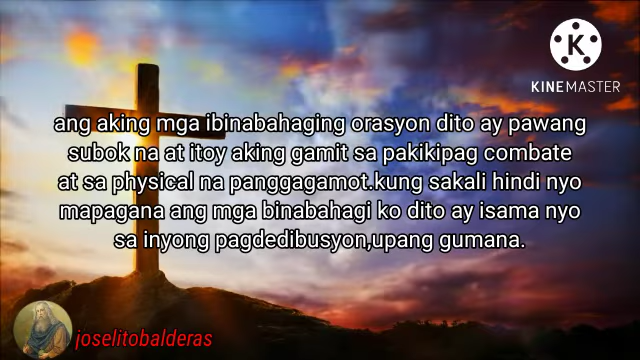 KINEMASTER
ang aking mga ibinabahaging orasyon dito ay pawang
subok na at itoy aking gamit sa pakikipag combate
at sa physical na panggagamot.kung sakali hindi nyo
mapagana ang mga binabahagi ko dito ay isama nyo
sa inyong pagdedibusyon,upang gumana.
joselitobalderas